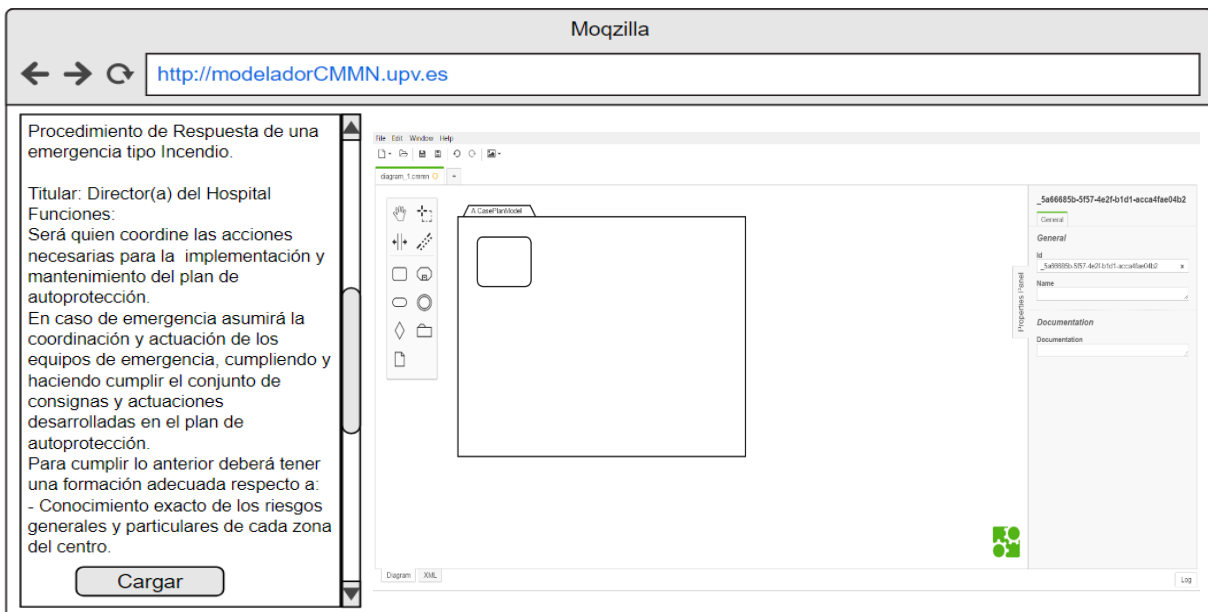 Moqzilla
http://modeladorCMMN.upv.es
Procedimiento de Respuesta de una
emergencia tipo Incendio.
Titular: Director(a) del Hospital
Funciones:
Será quien coordine las acciones
necesarias para la implementación y
mantenimiento del plan de
autoprotección.
En caso de emergencia asumirá la
coordinación y actuación de los
equipos de emergencia, cumpliendo y
haciendo cumplir el conjunto de
consignas y actuaciones
desarrolladas en el plan de
autoprotección.
Para cumplir lo anterior deberá tener
una formación adecuada respecto a:
- Conocimiento exacto de los riesgos
generales y particulares de cada zona
del centro.
Cargar
File Edit Window Help
diagram_1.cmmn
+
A CasePlanModel
Diagram XML
Properties Panel
_5a66685b-5f57-4e2f-b1d1-acca4fae04b2
General
General
Id
_5a66685b-5f57-4e2f-b1d1-acca4fae04b2 x
Name
Documentation
Documentation
Log